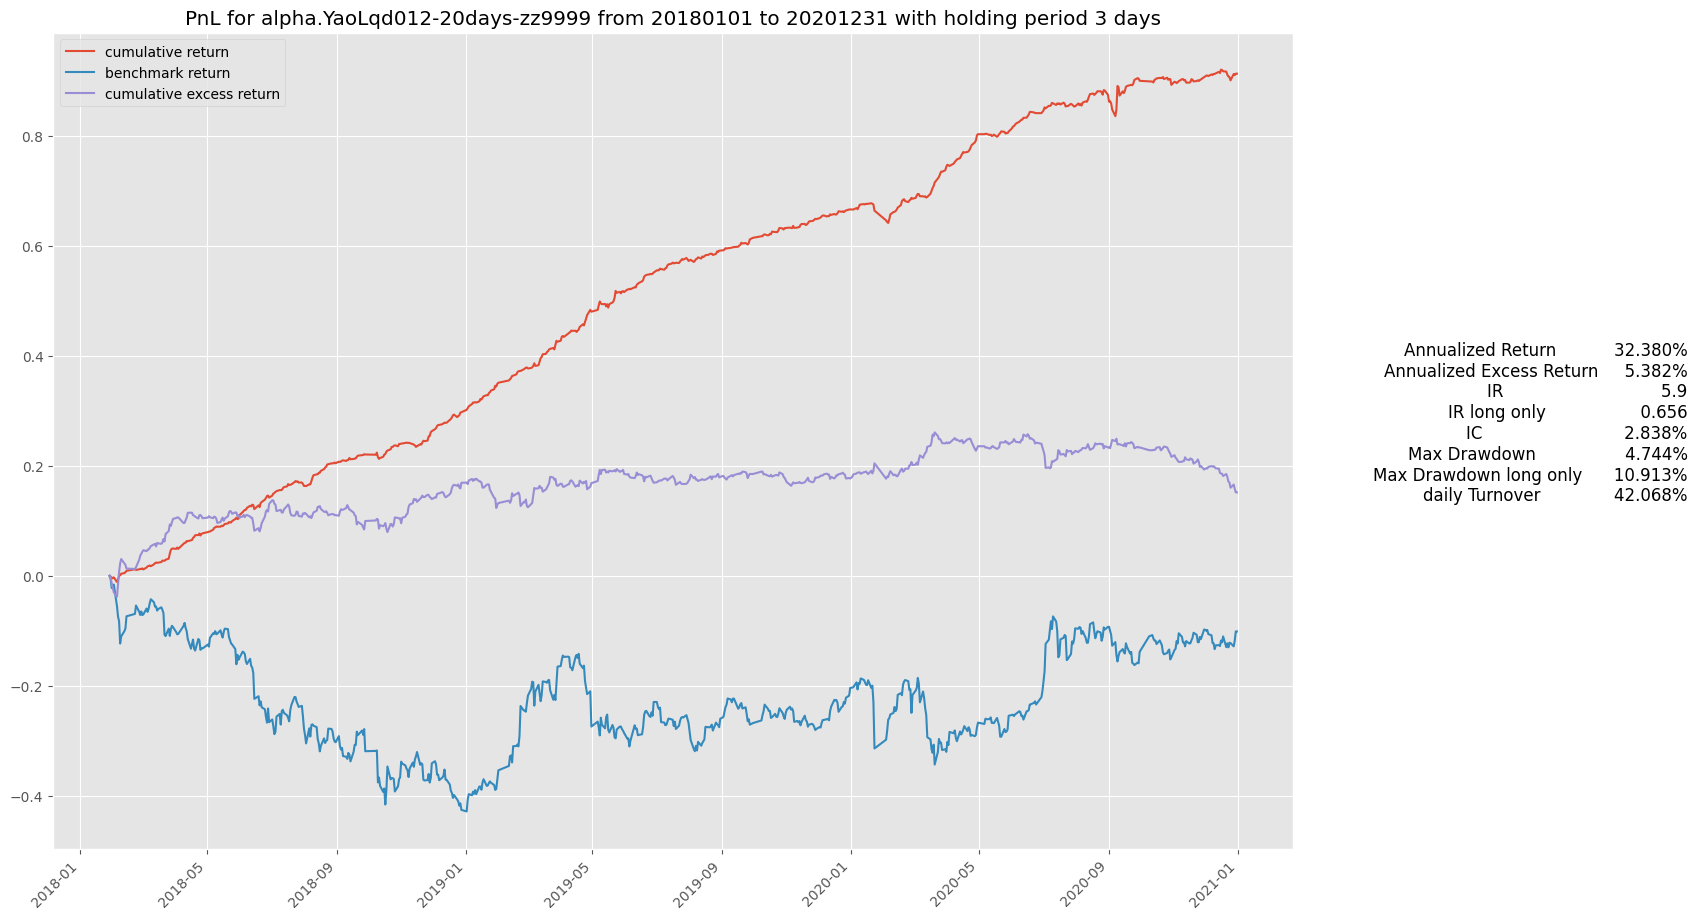 PnL for alpha.YaoLqd012-20days-zz9999 from 20180101 to 20201231 with holding period 3 days
cumulative return
benchmark return
cumulative excess return
0.8
0.6
0.4
0.2
0.0
−0.2
−0.4
2018-01
2018-05
2018-09
2019-01
2019-05
2019-09
2020-01
2020-05
2020-09
2021-01
Annualized Return 32.380%
Annualized Excess Return 5.382%
IR 5.9
IR long only 0.656
IC 2.838%
Max Drawdown 4.744%
Max Drawdown long only 10.913%
daily Turnover 42.068%